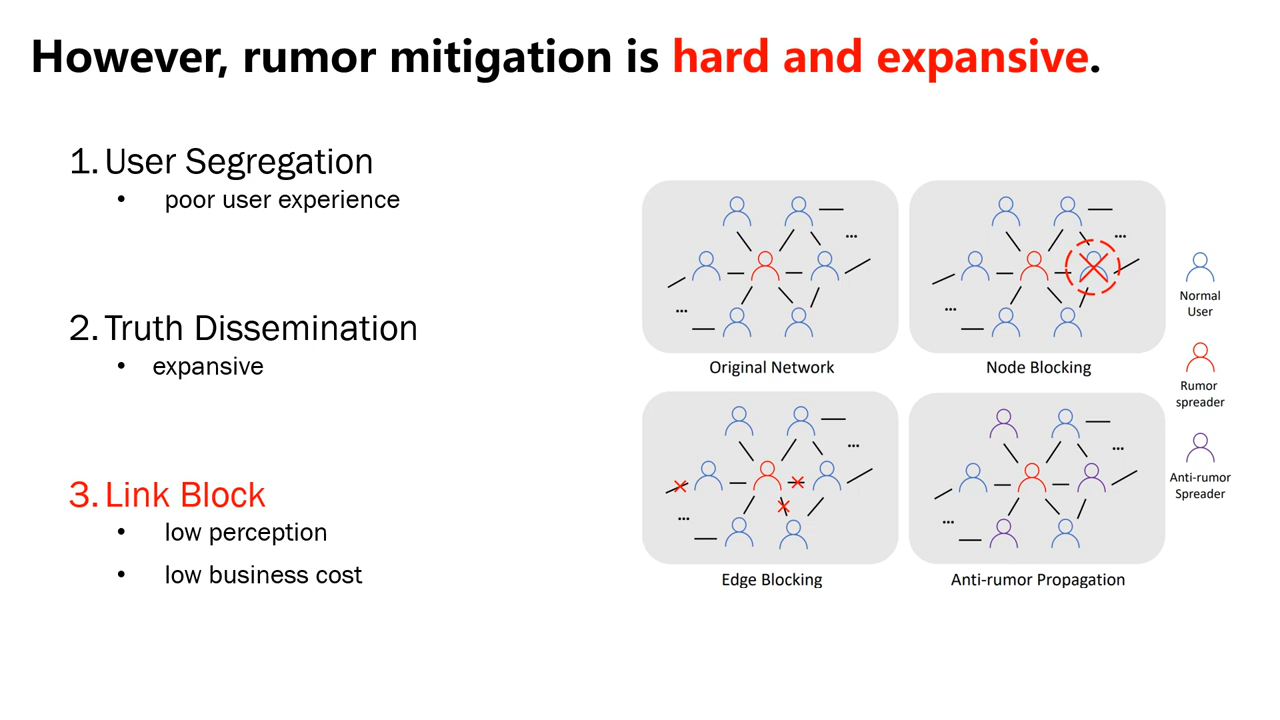 However, rumor mitigation is hard and expansive.
1. User Segregation
• poor user experience
2. Truth Dissemination
• expansive
3. Link Block
• low perception
• low business cost
...
...
Original Network
...
...
Node Blocking
...
...
Edge Blocking
...
...
Anti-rumor Propagation
Normal
User
Rumor
spreader
Anti-rumor
Spreader